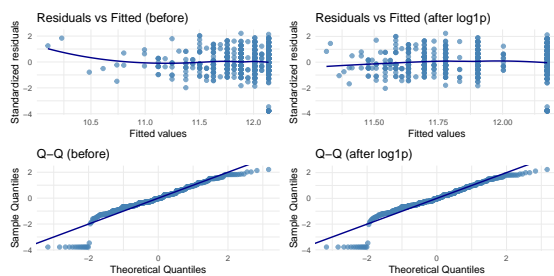 Residuals vs Fitted (before)
Standardized residuals
2
0
−2
−4
10.5
11.0
11.5
12.0
Fitted values
Residuals vs Fitted (after log1p)
Standardized residuals
2
0
−2
−4
11.50
11.75
12.00
Fitted values
Q−Q (before)
Sample Quantiles
2
0
−2
−4
−2
0
2
Theoretical Quantiles
Q−Q (after log1p)
Sample Quantiles
2
0
−2
−4
−2
0
2
Theoretical Quantiles